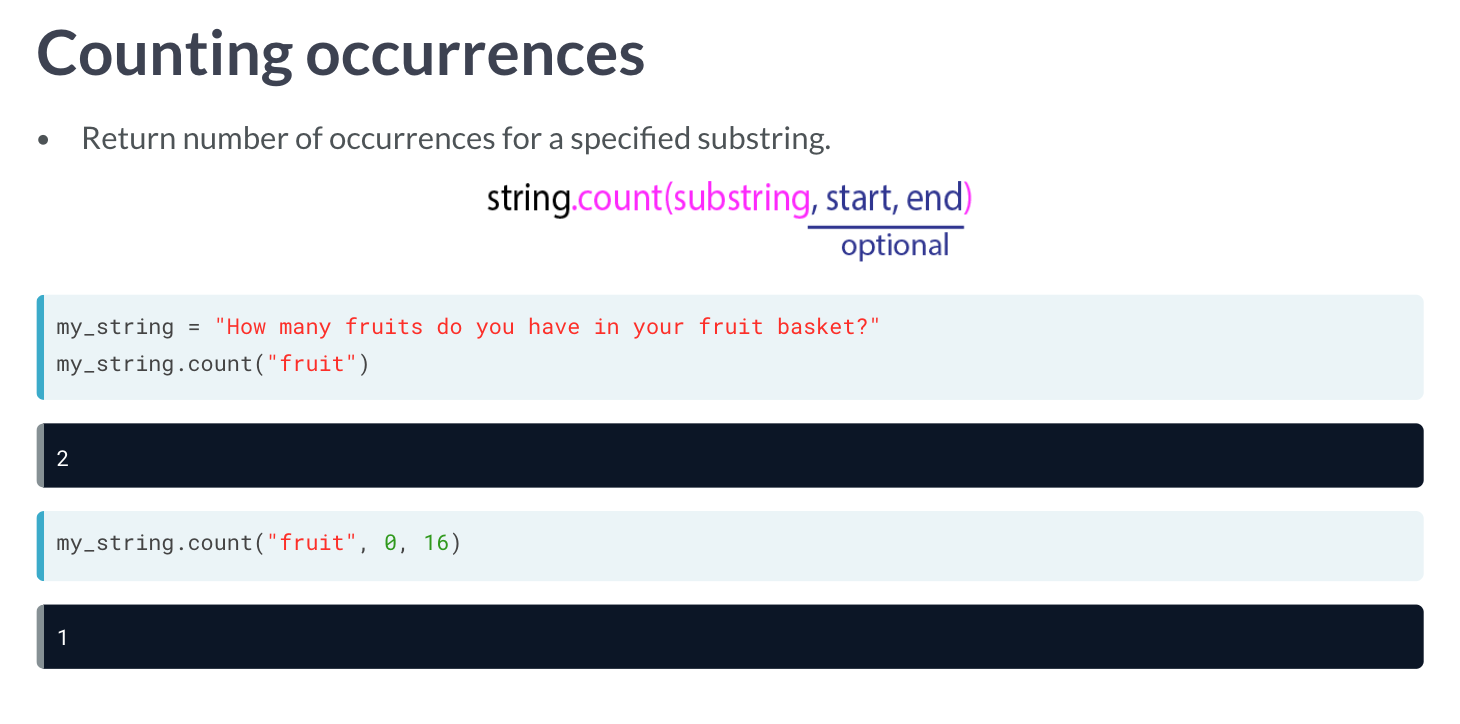 Counting occurrences
• Return number of occurrences for a specified substring.
string.count(substring, start, end)
optional
my_string = "How many fruits do you have in your fruit basket?"
my_string.count("fruit")
2
my_string.count("fruit", 0, 16)
1